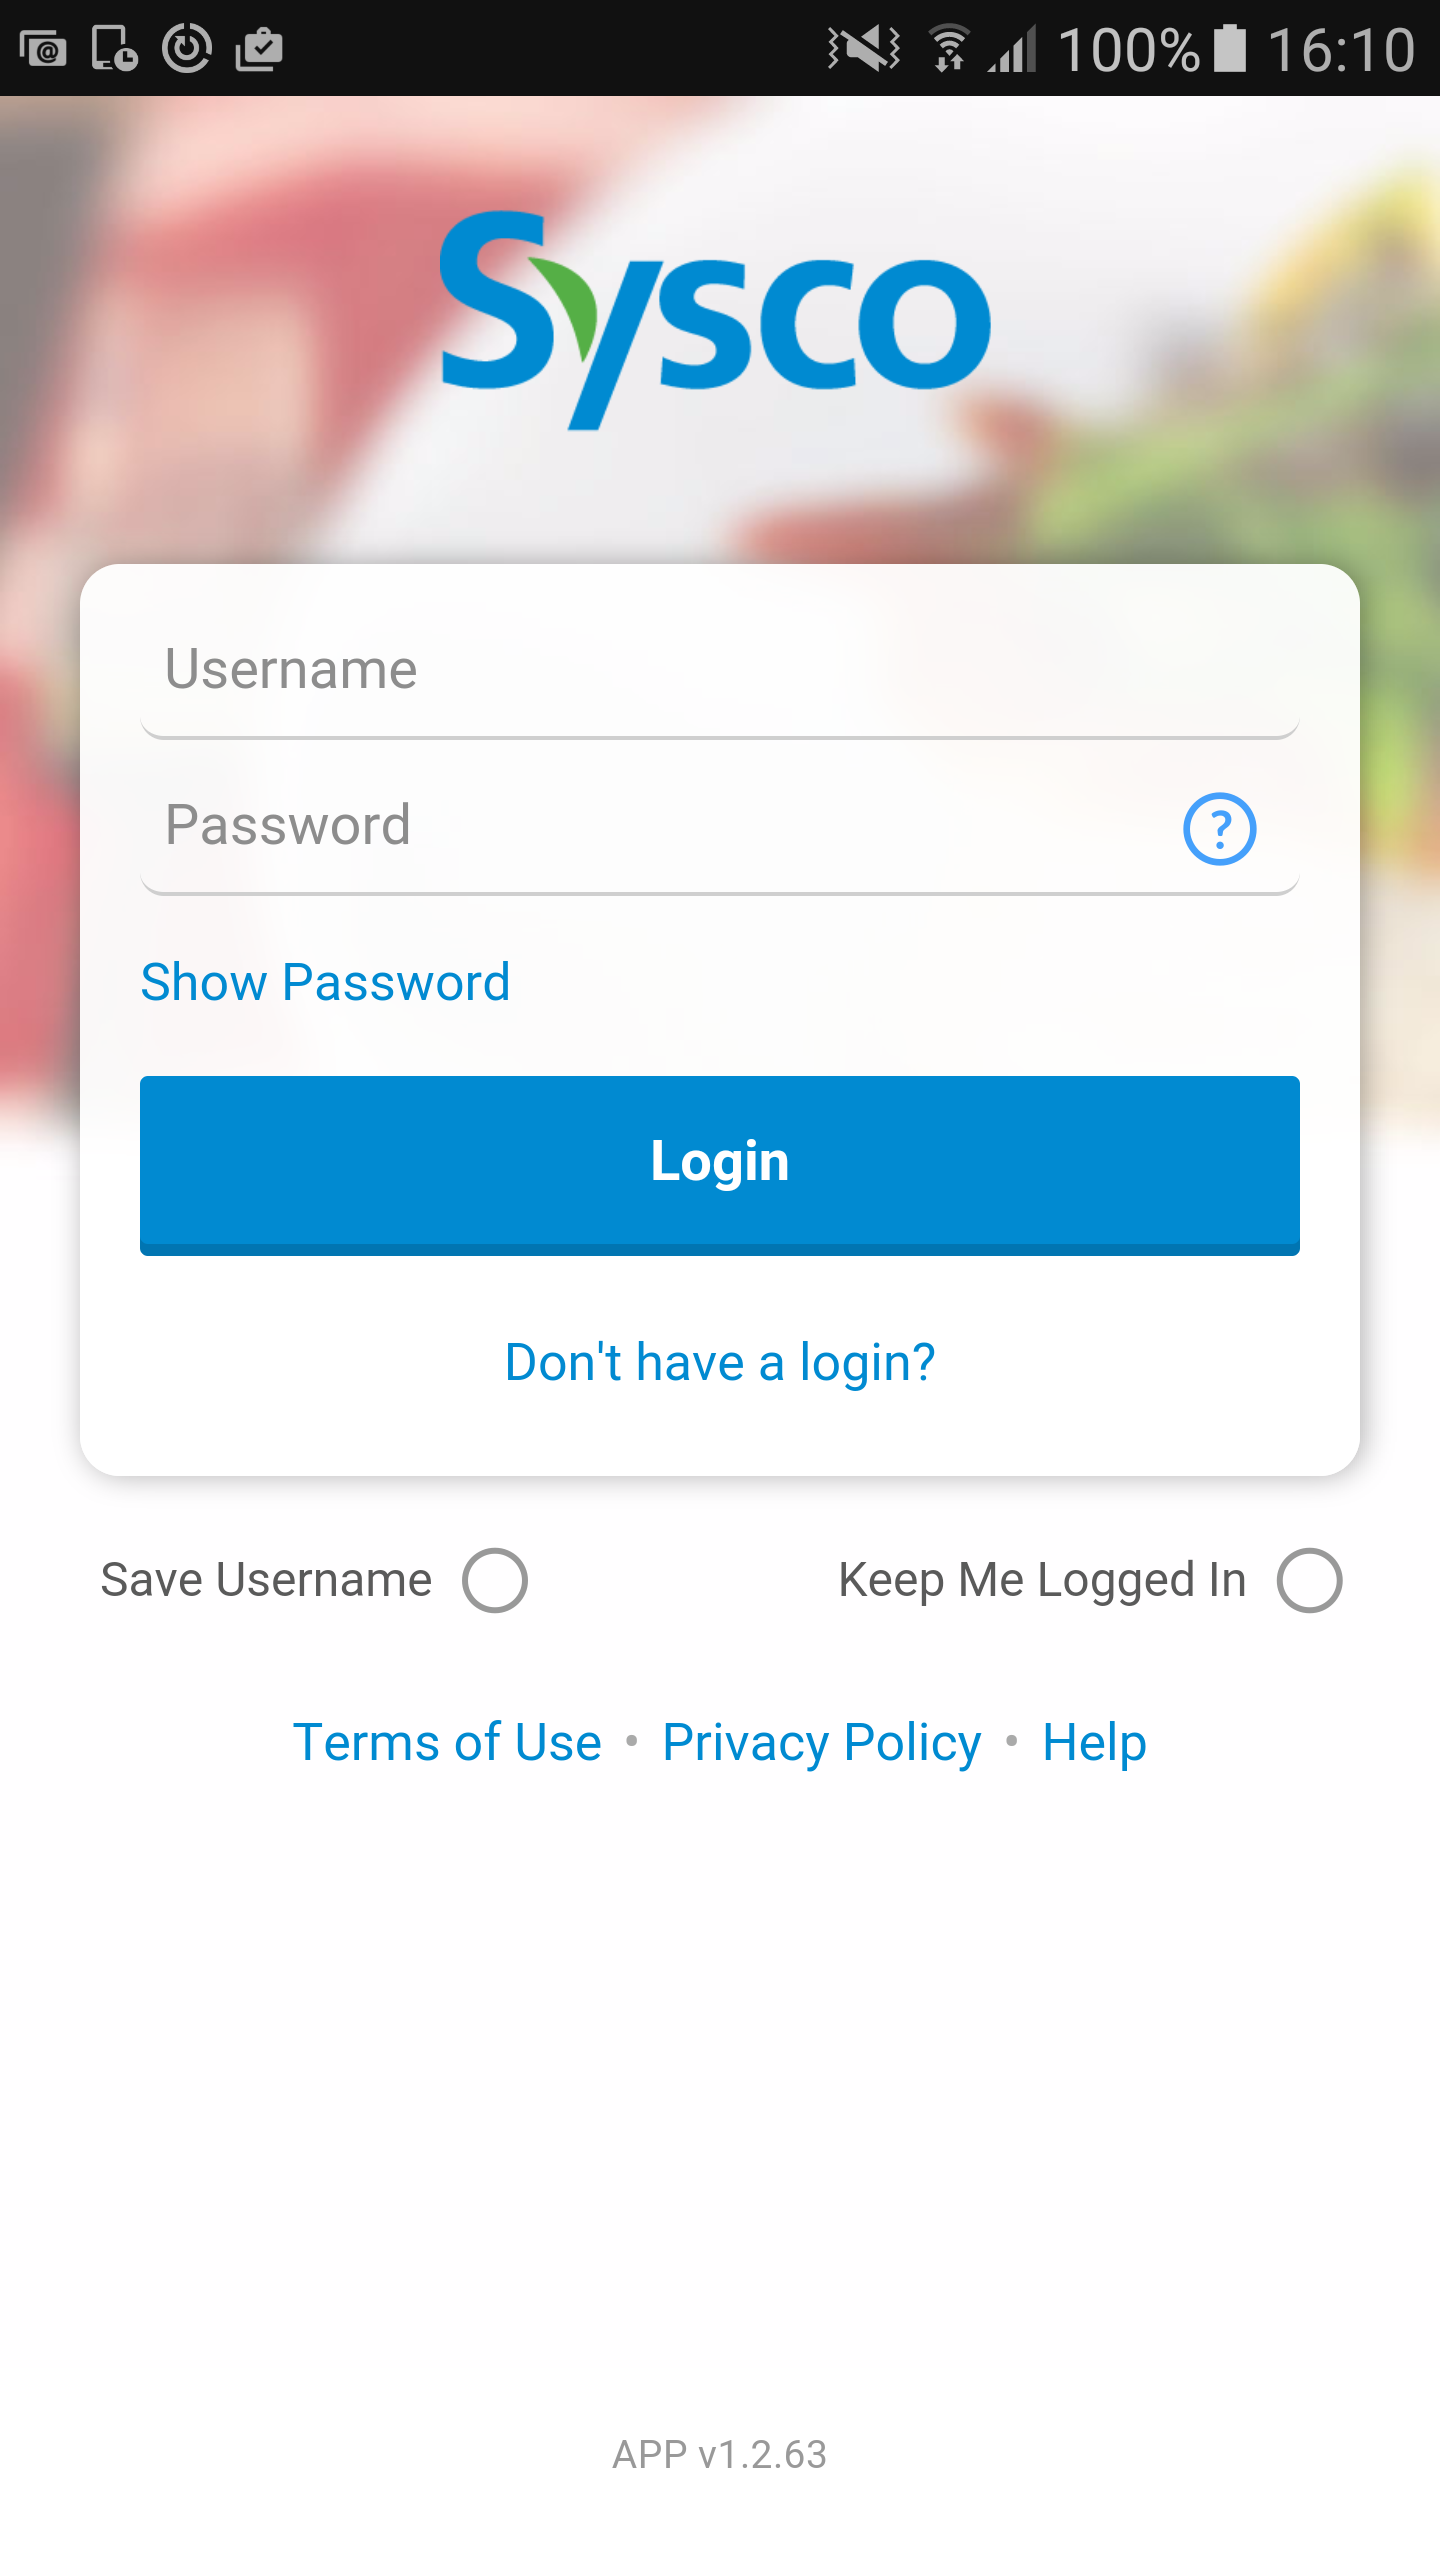 100% 16:10
Sysco
Username
Password
?
Show Password
Login
Don't have a login?
Save Username Keep Me Logged In
Terms of Use • Privacy Policy • Help
APP v1.2.63